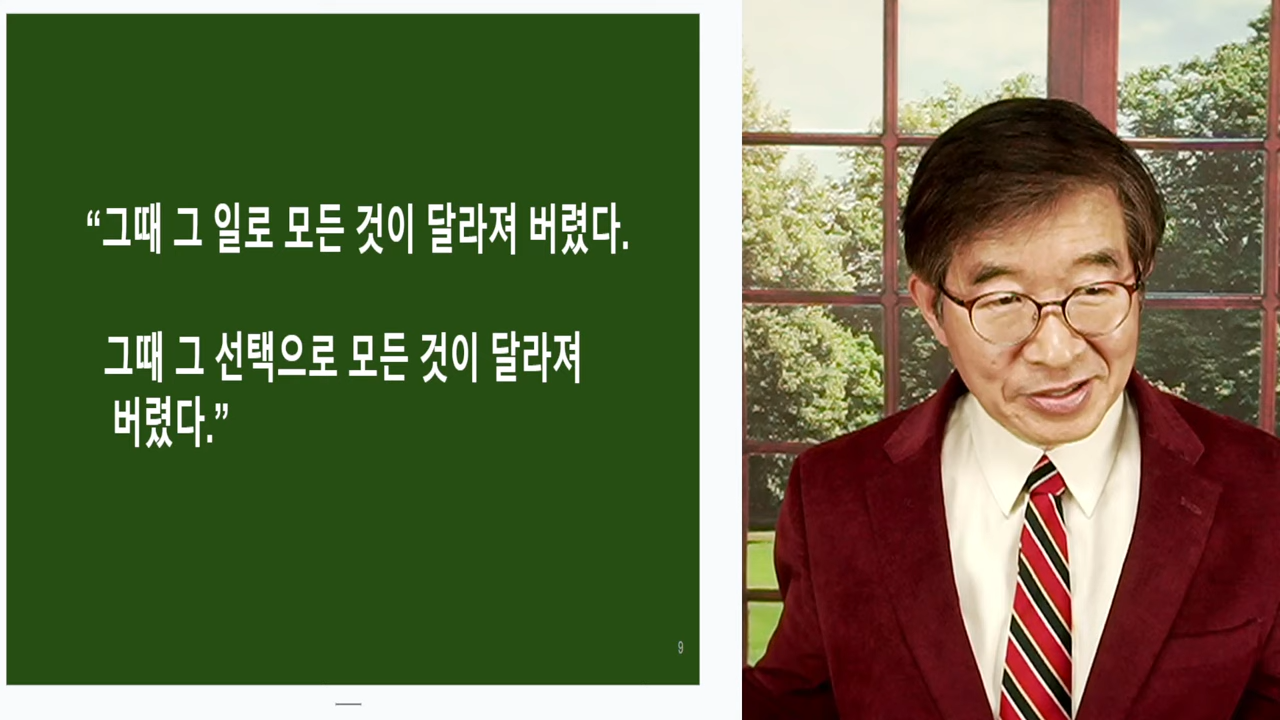 “그때 그 일로 모든 것이 달라져 버렸다.
그때 그 선택으로 모든 것이 달라져
버렸다.”
9